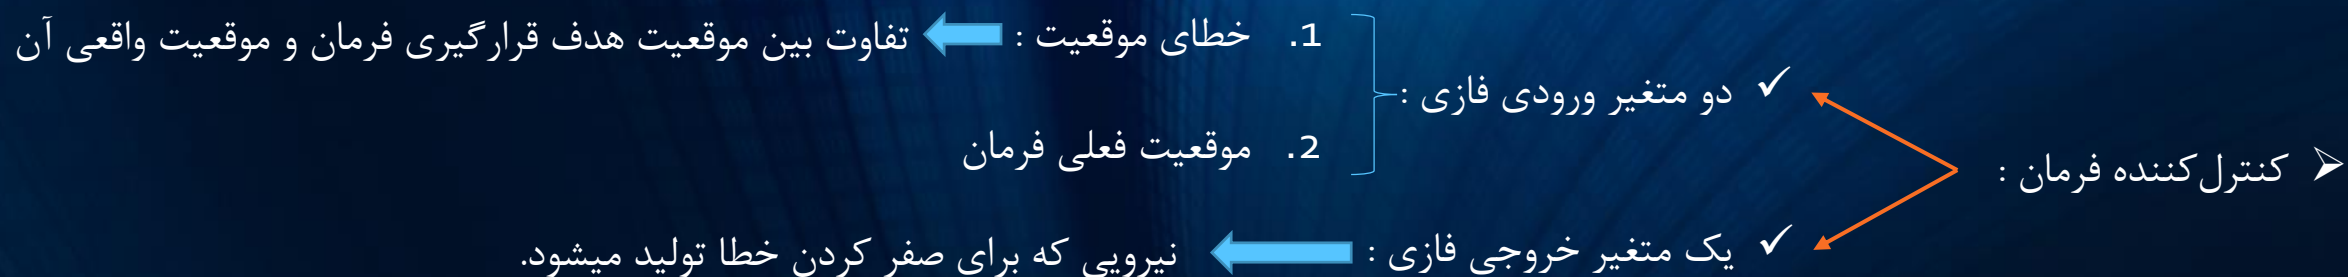 کنترل‌کننده فرمان :
دو متغیر ورودی فازی :
1. خطای موقعیت : تفاوت بین موقعیت هدف قرارگیری فرمان و موقعیت واقعی آن
2. موقعیت فعلی فرمان
یک متغیر خروجی فازی : نیرویی که برای صفر کردن خطا تولید میشود.